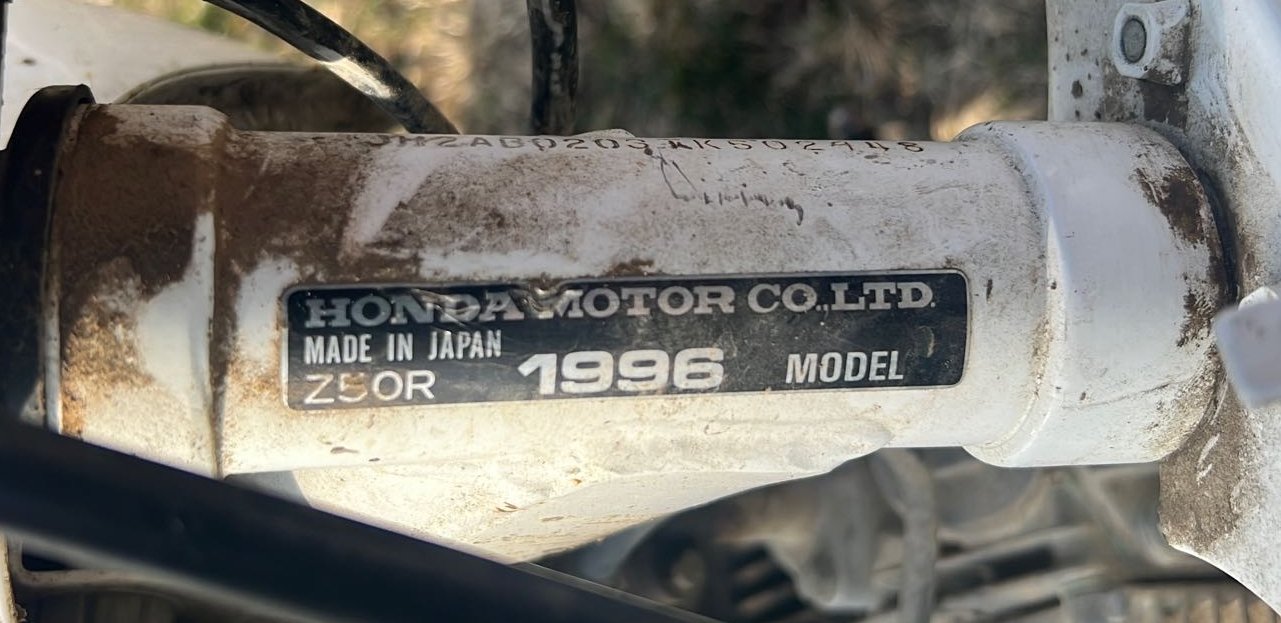 HONDA MOTOR CO.,LTD.
MADE IN JAPAN
Z50R 1996 MODEL